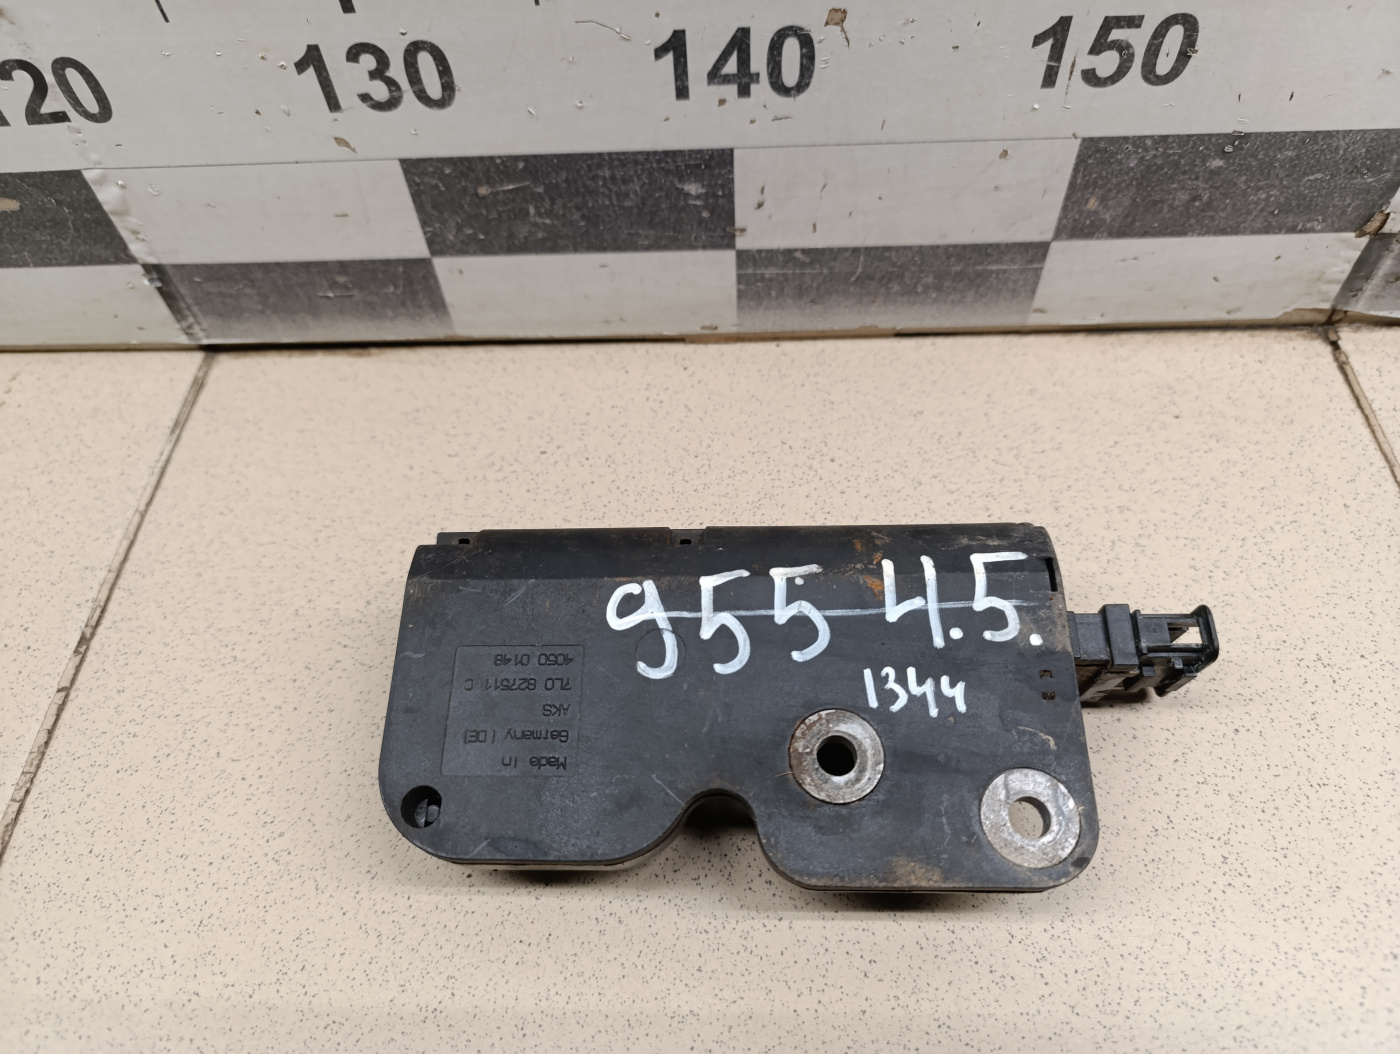 120 130 140 150
955 4.5.
1344
Made In
Germany (DE)
AKS
7L0 827511 C
4050 0148